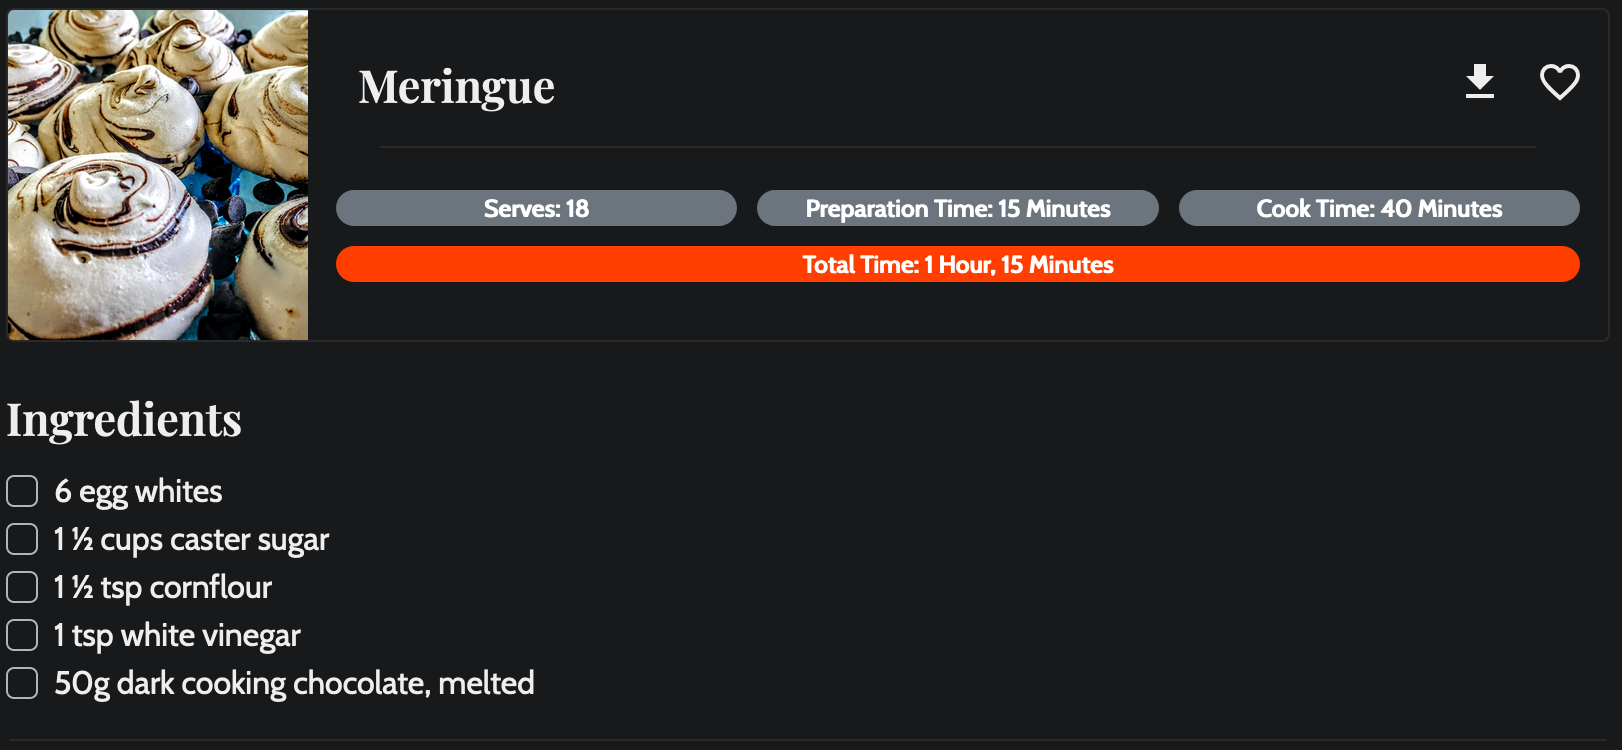 Meringue
Serves: 18
Preparation Time: 15 Minutes
Cook Time: 40 Minutes
Total Time: 1 Hour, 15 Minutes
Ingredients
6 egg whites
1 ½ cups caster sugar
1 ½ tsp cornflour
1 tsp white vinegar
50g dark cooking chocolate, melted